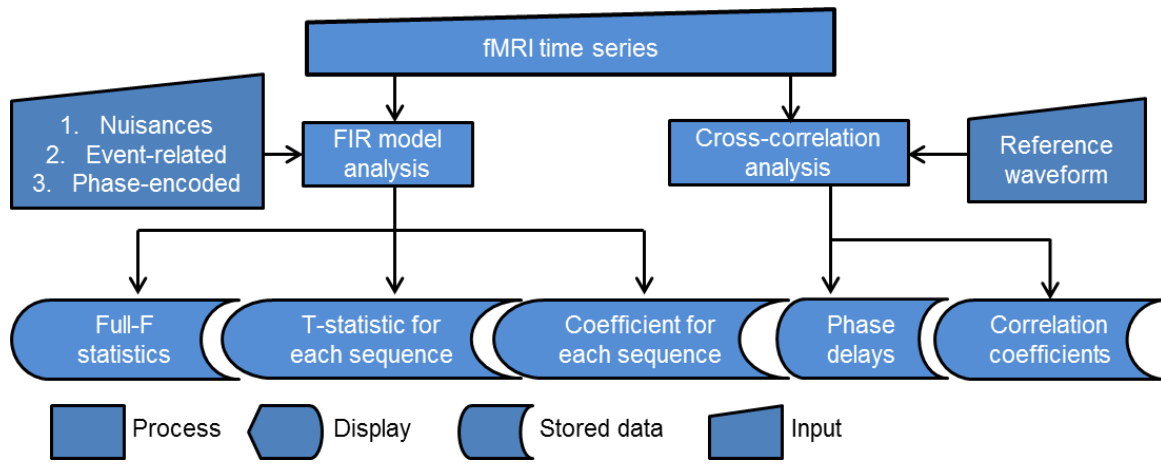 fMRI time series
1. Nuisances
2. Event-related
3. Phase-encoded
FIR model
analysis
Cross-correlation
analysis
Reference
waveform
Full-F
statistics
T-statistic for
each sequence
Coefficient for
each sequence
Phase
delays
Correlation
coefficients
Process
Display
Stored data
Input